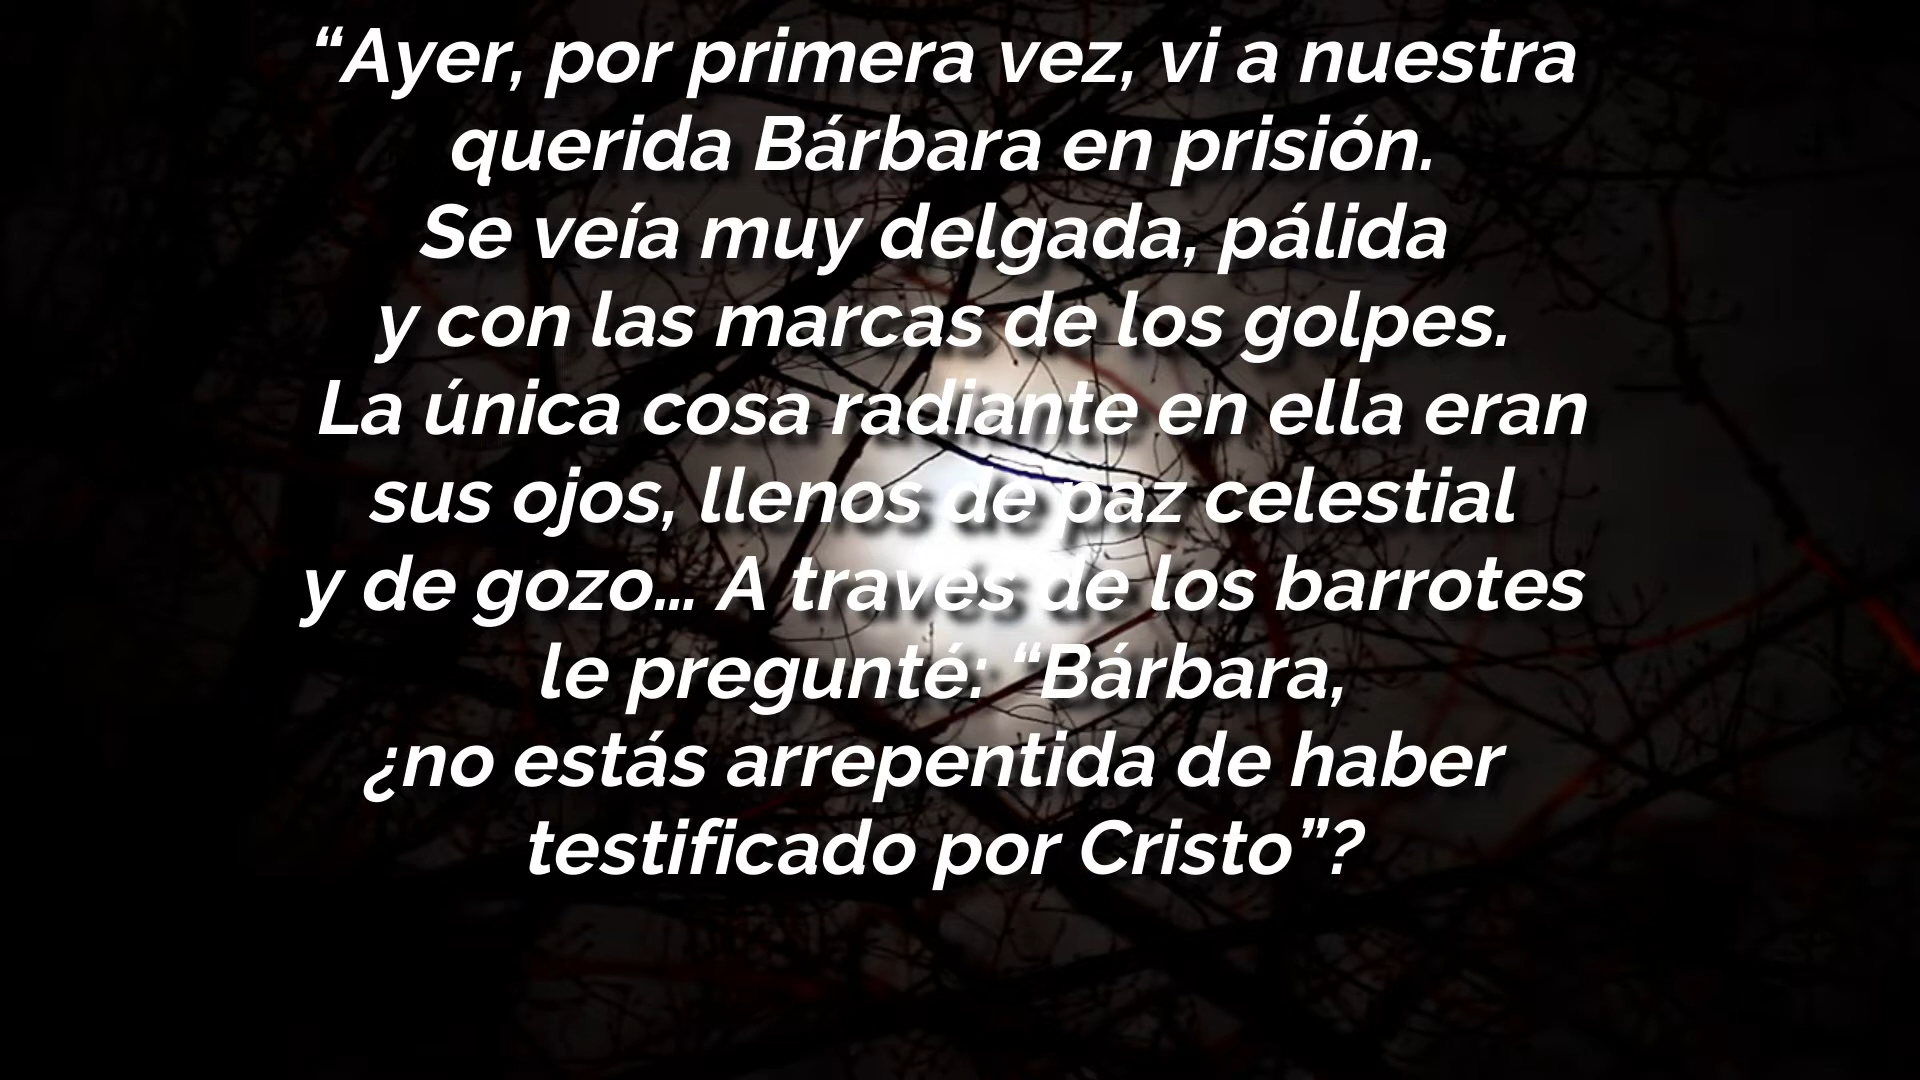 “Ayer, por primera vez, vi a nuestra
querida Bárbara en prisión.
Se veía muy delgada, pálida
y con las marcas de los golpes.
La única cosa radiante en ella eran
sus ojos, llenos de paz celestial
y de gozo… A través de los barrotes
le pregunté: “Bárbara,
¿no estás arrepentida de haber
testificado por Cristo”?